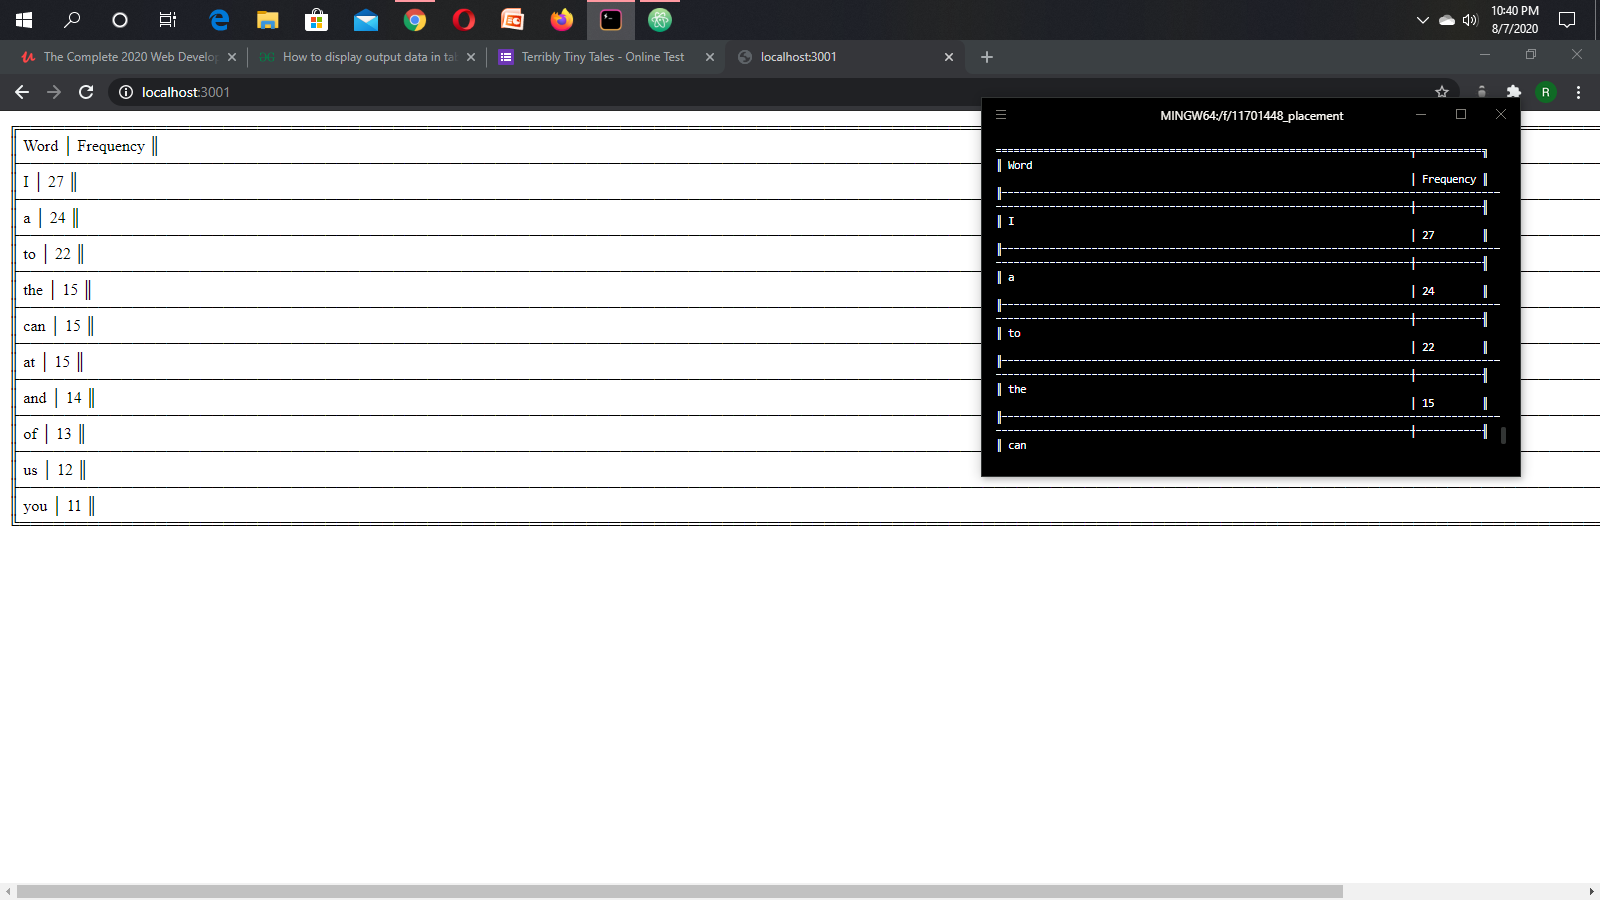 10:40 PM
8/7/2020
The Complete 2020 Web Develop
How to display output data in tab
Terribly Tiny Tales - Online Test
localhost:3001
localhost:3001
R
Word | Frequency
I | 27
a | 24
to | 22
the | 15
can | 15
at | 15
and | 14
of | 13
us | 12
you | 11
MINGW64:/f/11701448_placement
Word
| Frequency
I
| 27
a
| 24
to
| 22
the
| 15
can